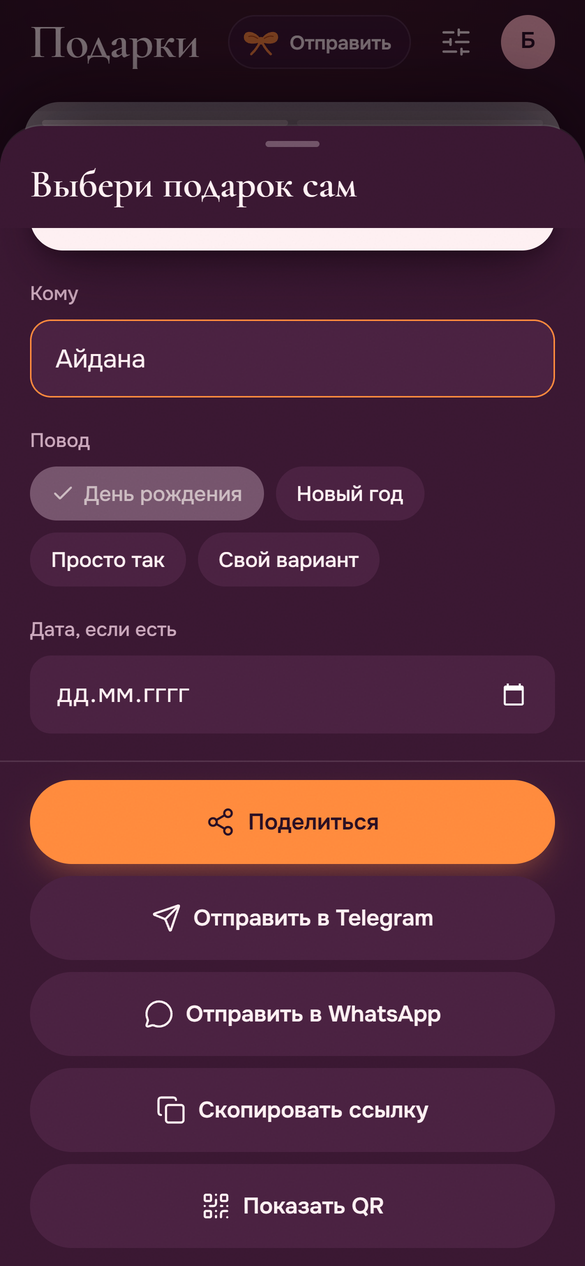 Подарки
Отправить
Б
Выбери подарок сам
Кому
Айдана
Повод
День рождения
Новый год
Просто так
Свой вариант
Дата, если есть
ДД.ММ.ГГГГ
Поделиться
Отправить в Telegram
Отправить в WhatsApp
Скопировать ссылку
Показать QR